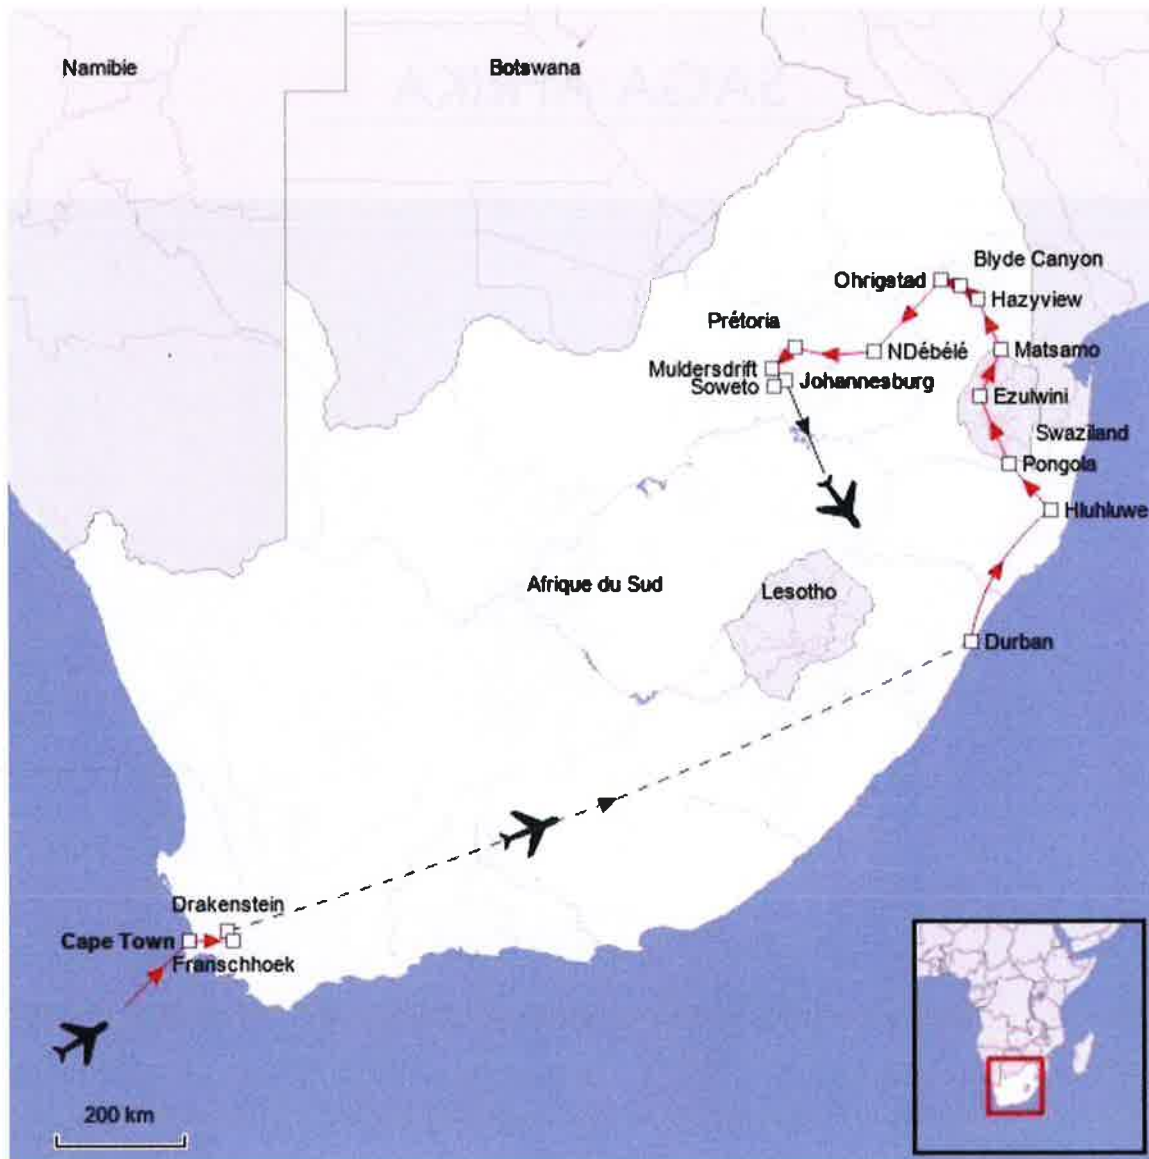 Namibie
Botswana
Blyde Canyon
Ohrigstad
Hazyview
Prétoria
NDébélé
Matsamo
Muldersdrift
Johannesburg
Soweto
Ezulwini
Swaziland
Pongola
Hluhluwe
Afrique du Sud
Lesotho
Durban
Drakenstein
Cape Town
Franschhoek
200 km